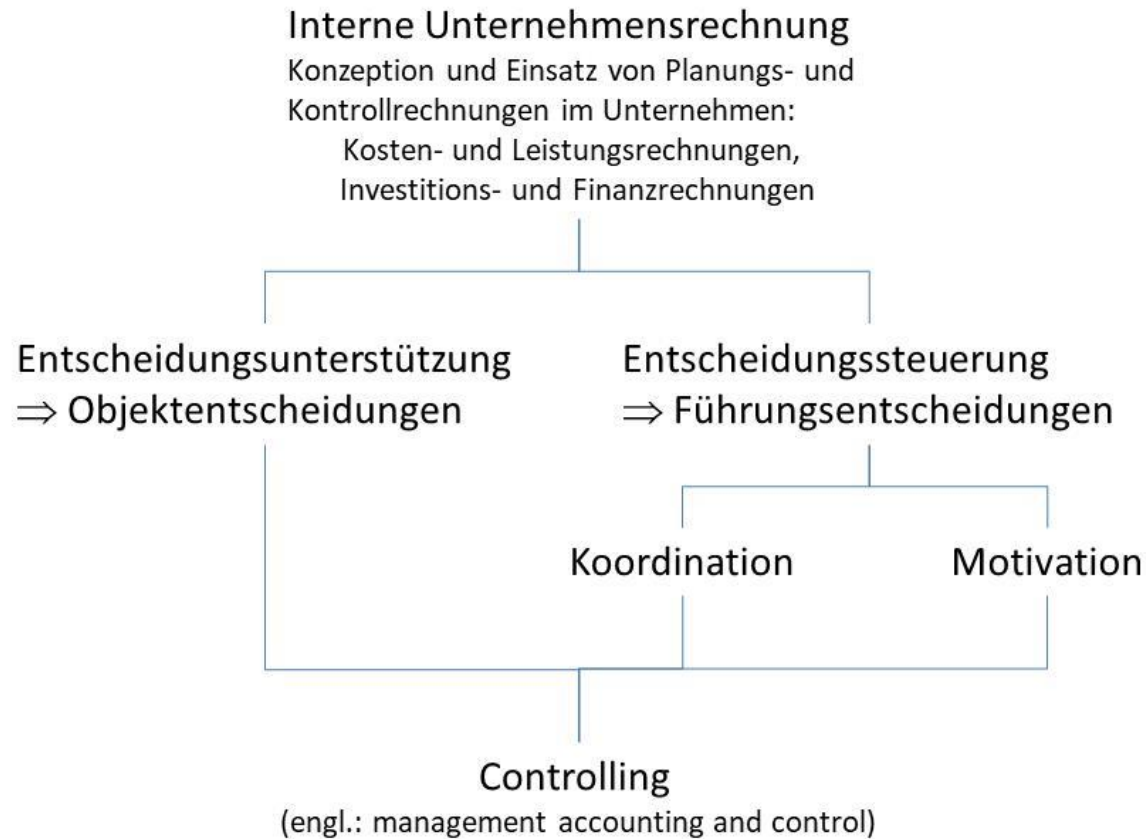 Interne Unternehmensrechnung
Konzeption und Einsatz von Planungs- und
Kontrollrechnungen im Unternehmen:
Kosten- und Leistungsrechnungen,
Investitions- und Finanzrechnungen
Entscheidungsunterstützung
⇒ Objektentscheidungen
Entscheidungssteuerung
⇒ Führungsentscheidungen
Koordination
Motivation
Controlling
(engl.: management accounting and control)